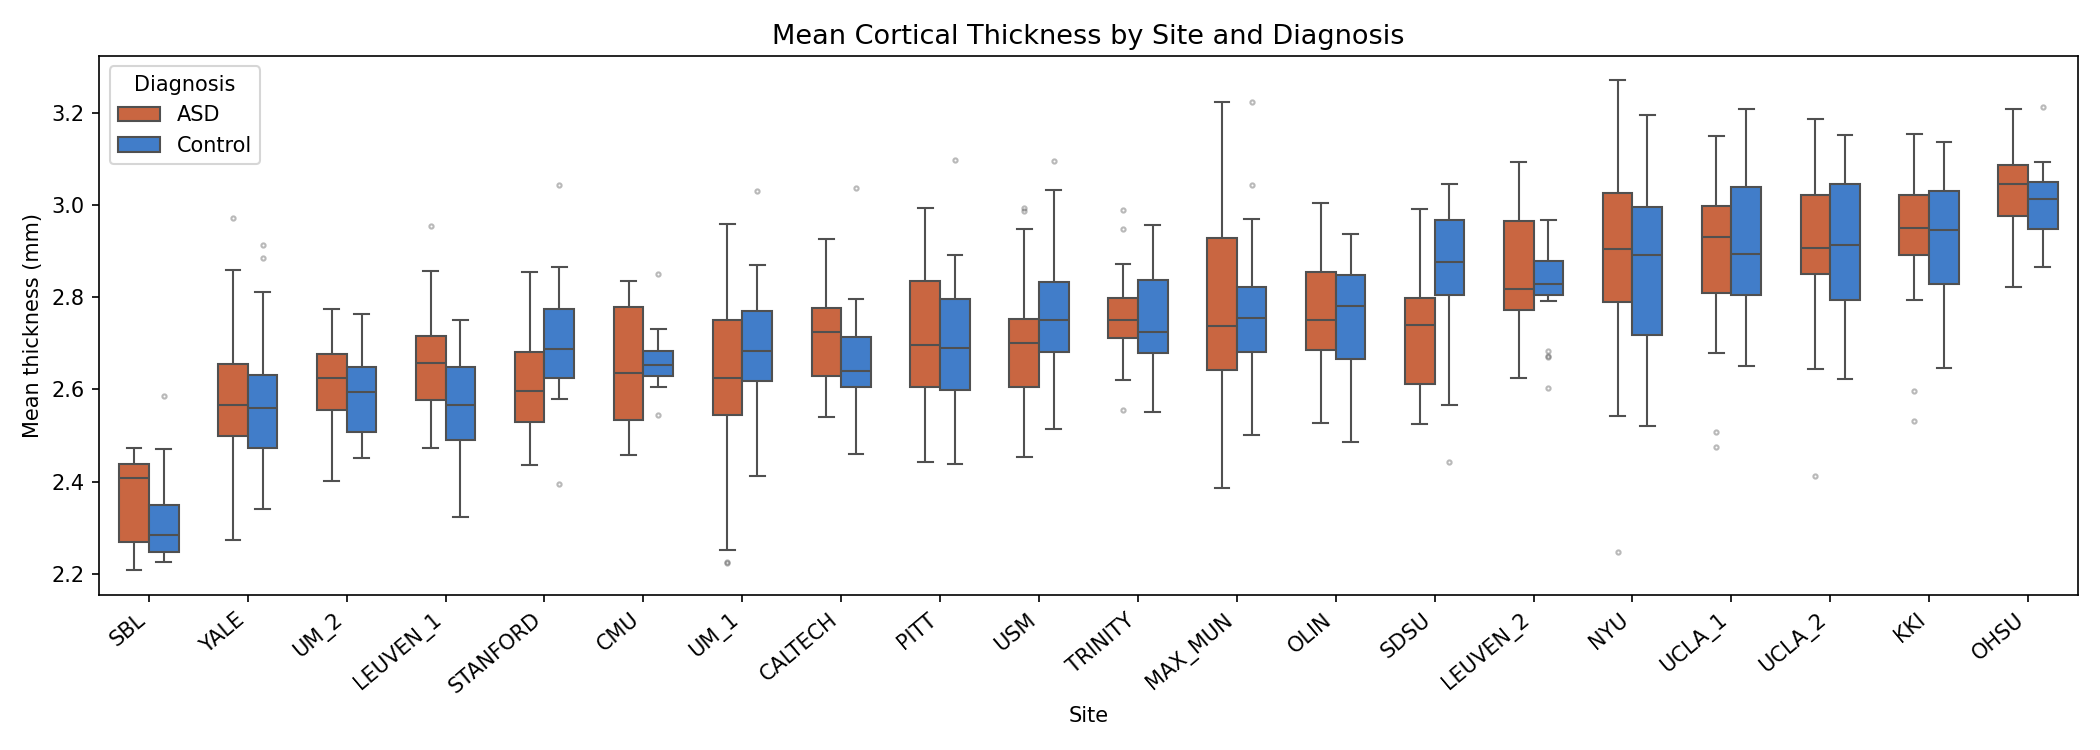 Mean Cortical Thickness by Site and Diagnosis
Diagnosis
ASD
Control
Mean thickness (mm)
3.2
3.0
2.8
2.6
2.4
2.2
SBL
YALE
UM_2
LEUVEN_1
STANFORD
CMU
UM_1
CALTECH
PITT
USM
TRINITY
MAX_MUN
OLIN
SDSU
LEUVEN_2
NYU
UCLA_1
UCLA_2
KKI
OHSU
Site